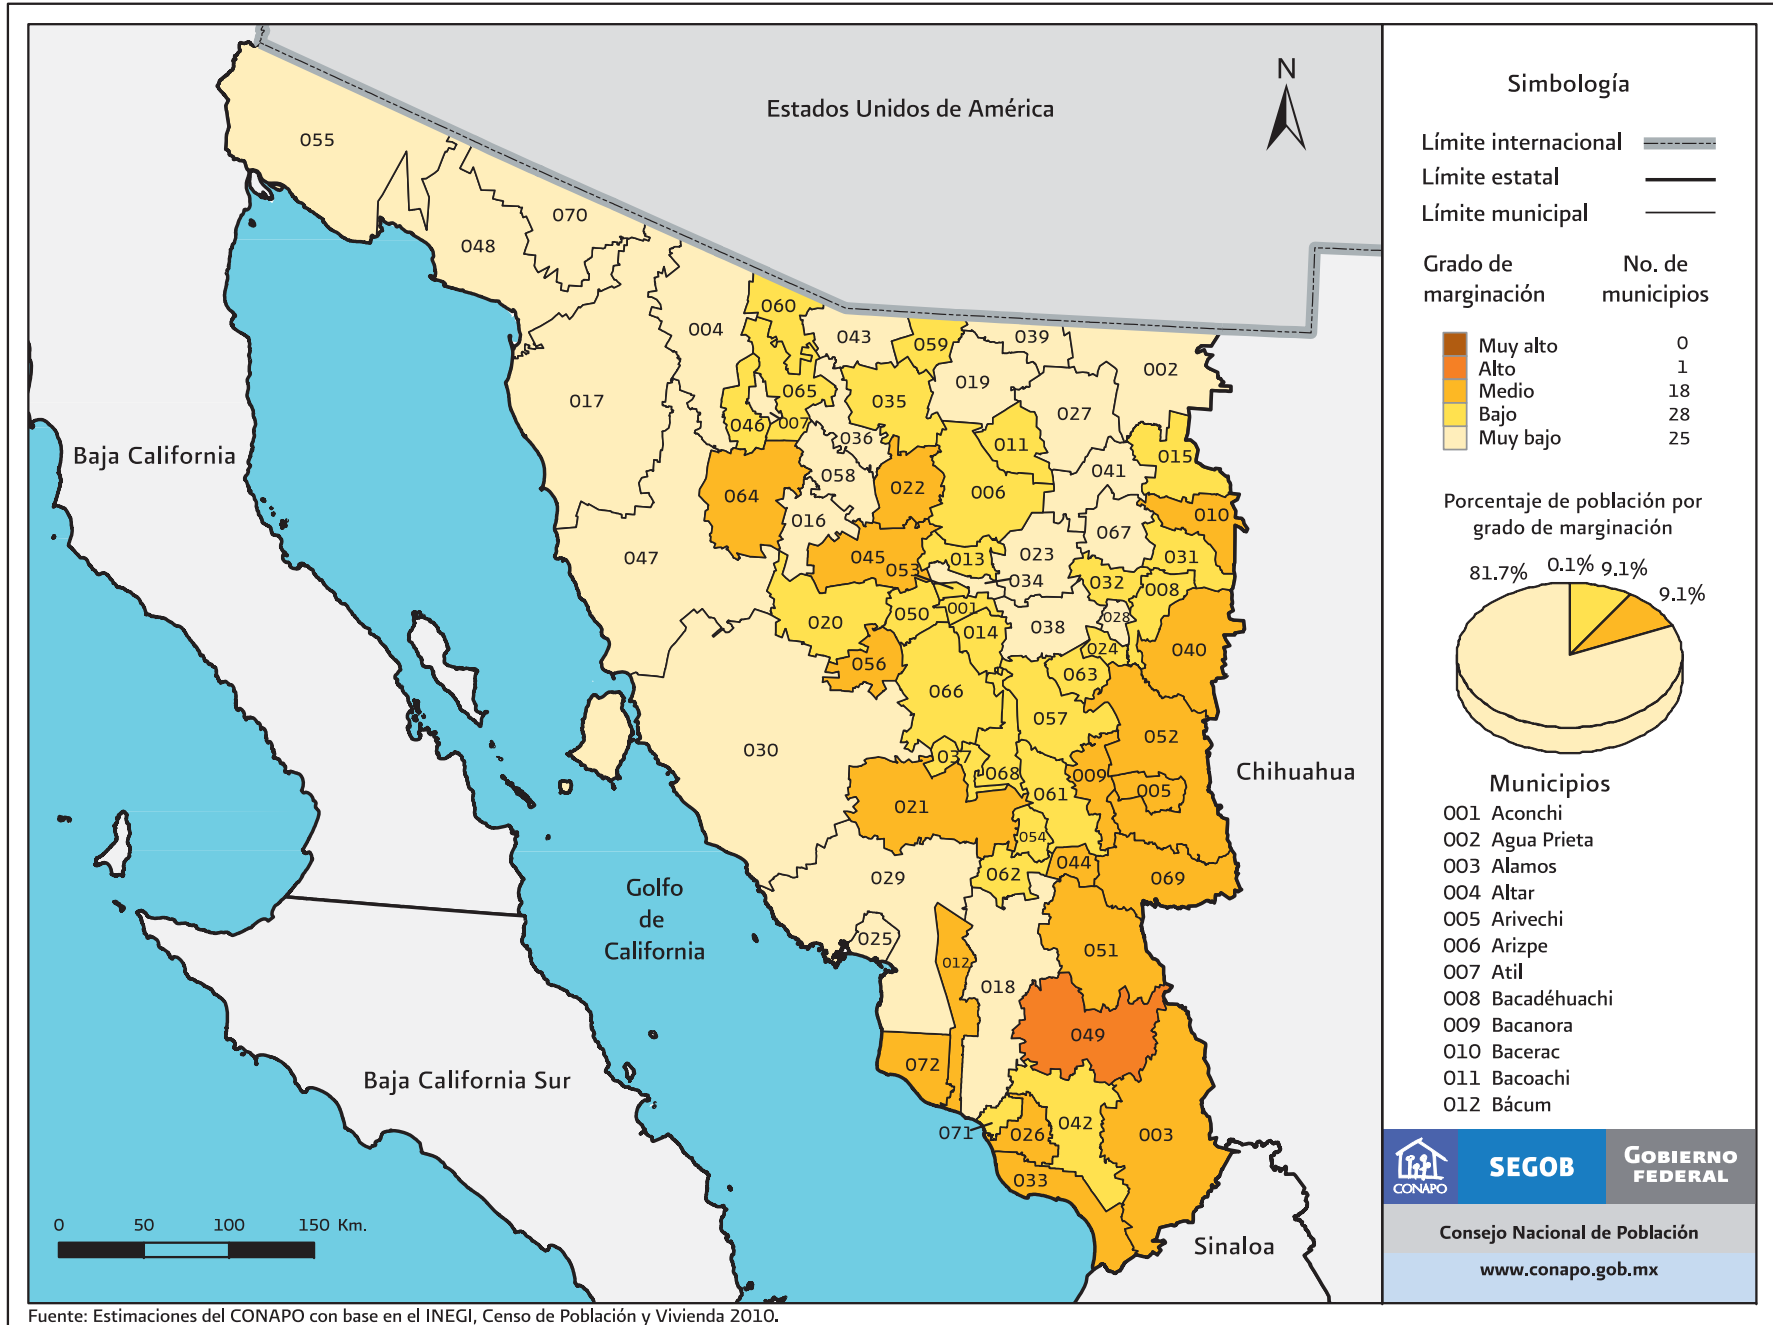 Estados Unidos de América
N
055
070
048
060
004
043
059
039
002
019
017
065
035
027
046
007
036
011
Baja California
015
041
058
022
006
064
010
016
067
047
045
013
023
031
053
034
032
008
001
028
020
050
014
038
024
040
056
063
066
057
030
052
037
068
009
Chihuahua
005
061
021
054
044
029
062
069
Golfo
de
California
025
051
012
018
049
072
Baja California Sur
071
026
042
003
033
Sinaloa
0 50 100 150 Km.
Simbología
Límite internacional
Límite estatal
Límite municipal
Grado de marginación
No. de municipios
Muy alto 0
Alto 1
Medio 18
Bajo 28
Muy bajo 25
Porcentaje de población por
grado de marginación
81.7% 0.1% 9.1%
9.1%
Municipios
001 Aconchi
002 Agua Prieta
003 Alamos
004 Altar
005 Arivechi
006 Arizpe
007 Atil
008 Bacadéhuachi
009 Bacanora
010 Bacerac
011 Bacoachi
012 Bácum
CONAPO
SEGOB
GOBIERNO
FEDERAL
Consejo Nacional de Población
www.conapo.gob.mx
Fuente: Estimaciones del CONAPO con base en el INEGI, Censo de Población y Vivienda 2010.